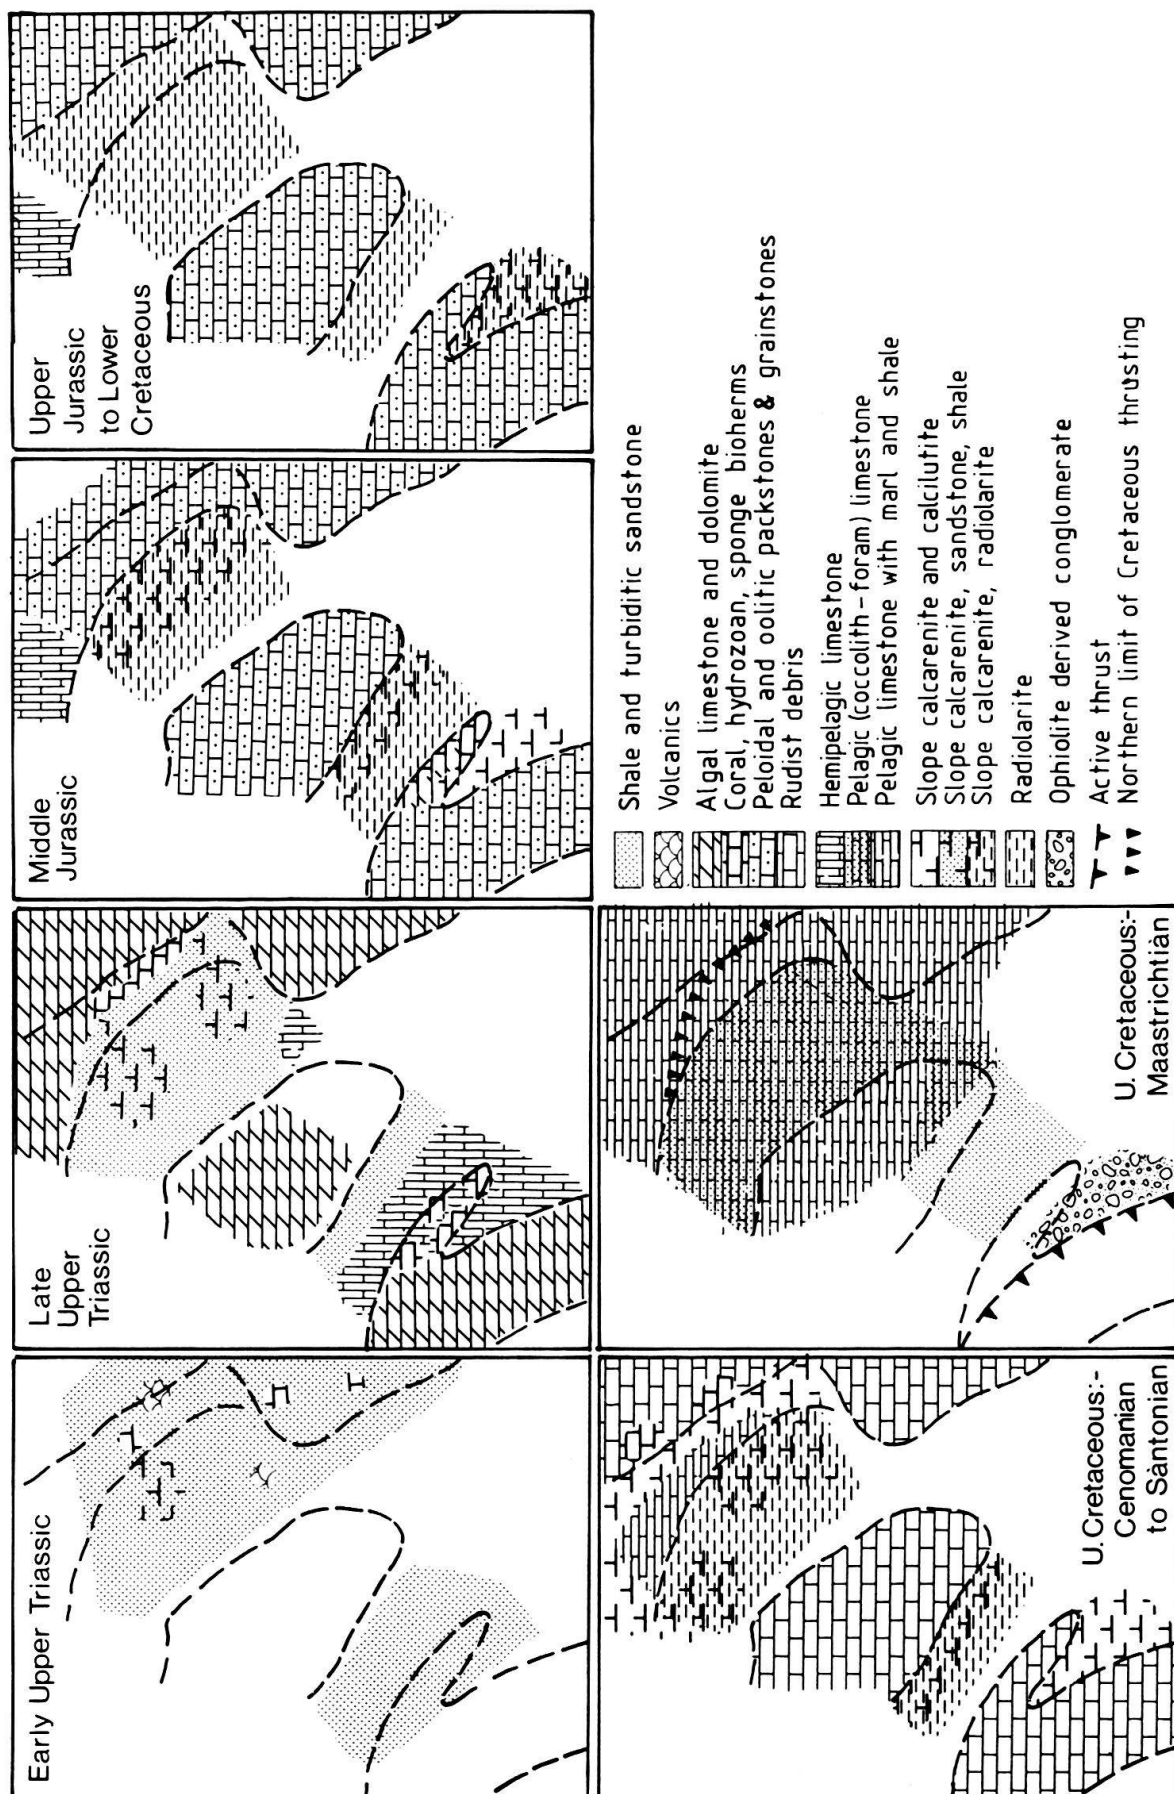 Early Upper Triassic
Late
Upper
Triassic
Middle
Jurassic
Upper
Jurassic
to Lower
Cretaceous
U. Cretaceous:-
Cenomanian
to Santonian
U. Cretaceous:-
Maastrichtian
Shale and turbiditic sandstone
Volcanics
Algal limestone and dolomite
Coral, hydrozoan, sponge bioherms
Peloidal and oolitic packstones & grainstones
Rudist debris
Hemipelagic limestone
Pelagic (coccolith-foram) limestone
Pelagic limestone with marl and shale
Slope calcarenite and calcilutite
Slope calcarenite, sandstone, shale
Slope calcarenite, radiolarite
Radiolarite
Ophiolite derived conglomerate
Active thrust
Northern limit of Cretaceous thrusting